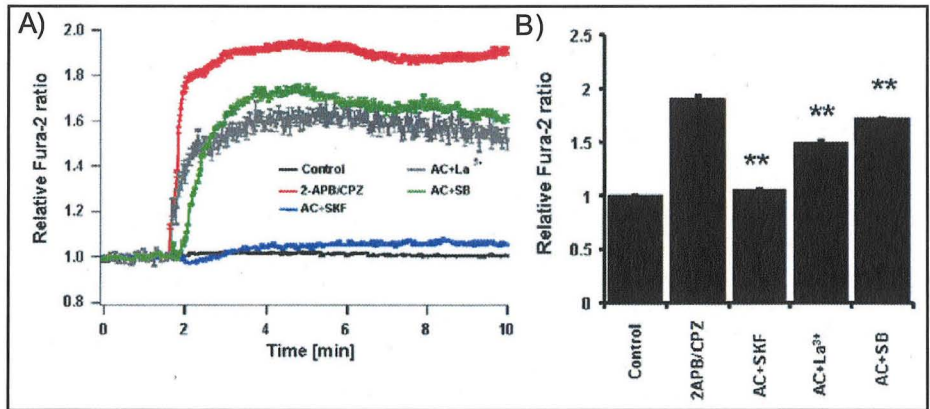 A)
2.0
1.8
1.6
1.4
1.2
1.0
0.8
Relative Fura-2 ratio
Control
2-APB/CPZ
AC+SKF
AC+La³⁺
AC+SB
0 2 4 6 8 10
Time [min]
B)
2.5
2
1.5
1
0.5
0
Relative Fura-2 ratio
** ** **
Control
2APB/CPZ
AC+SKF
AC+La³⁺
AC+SB